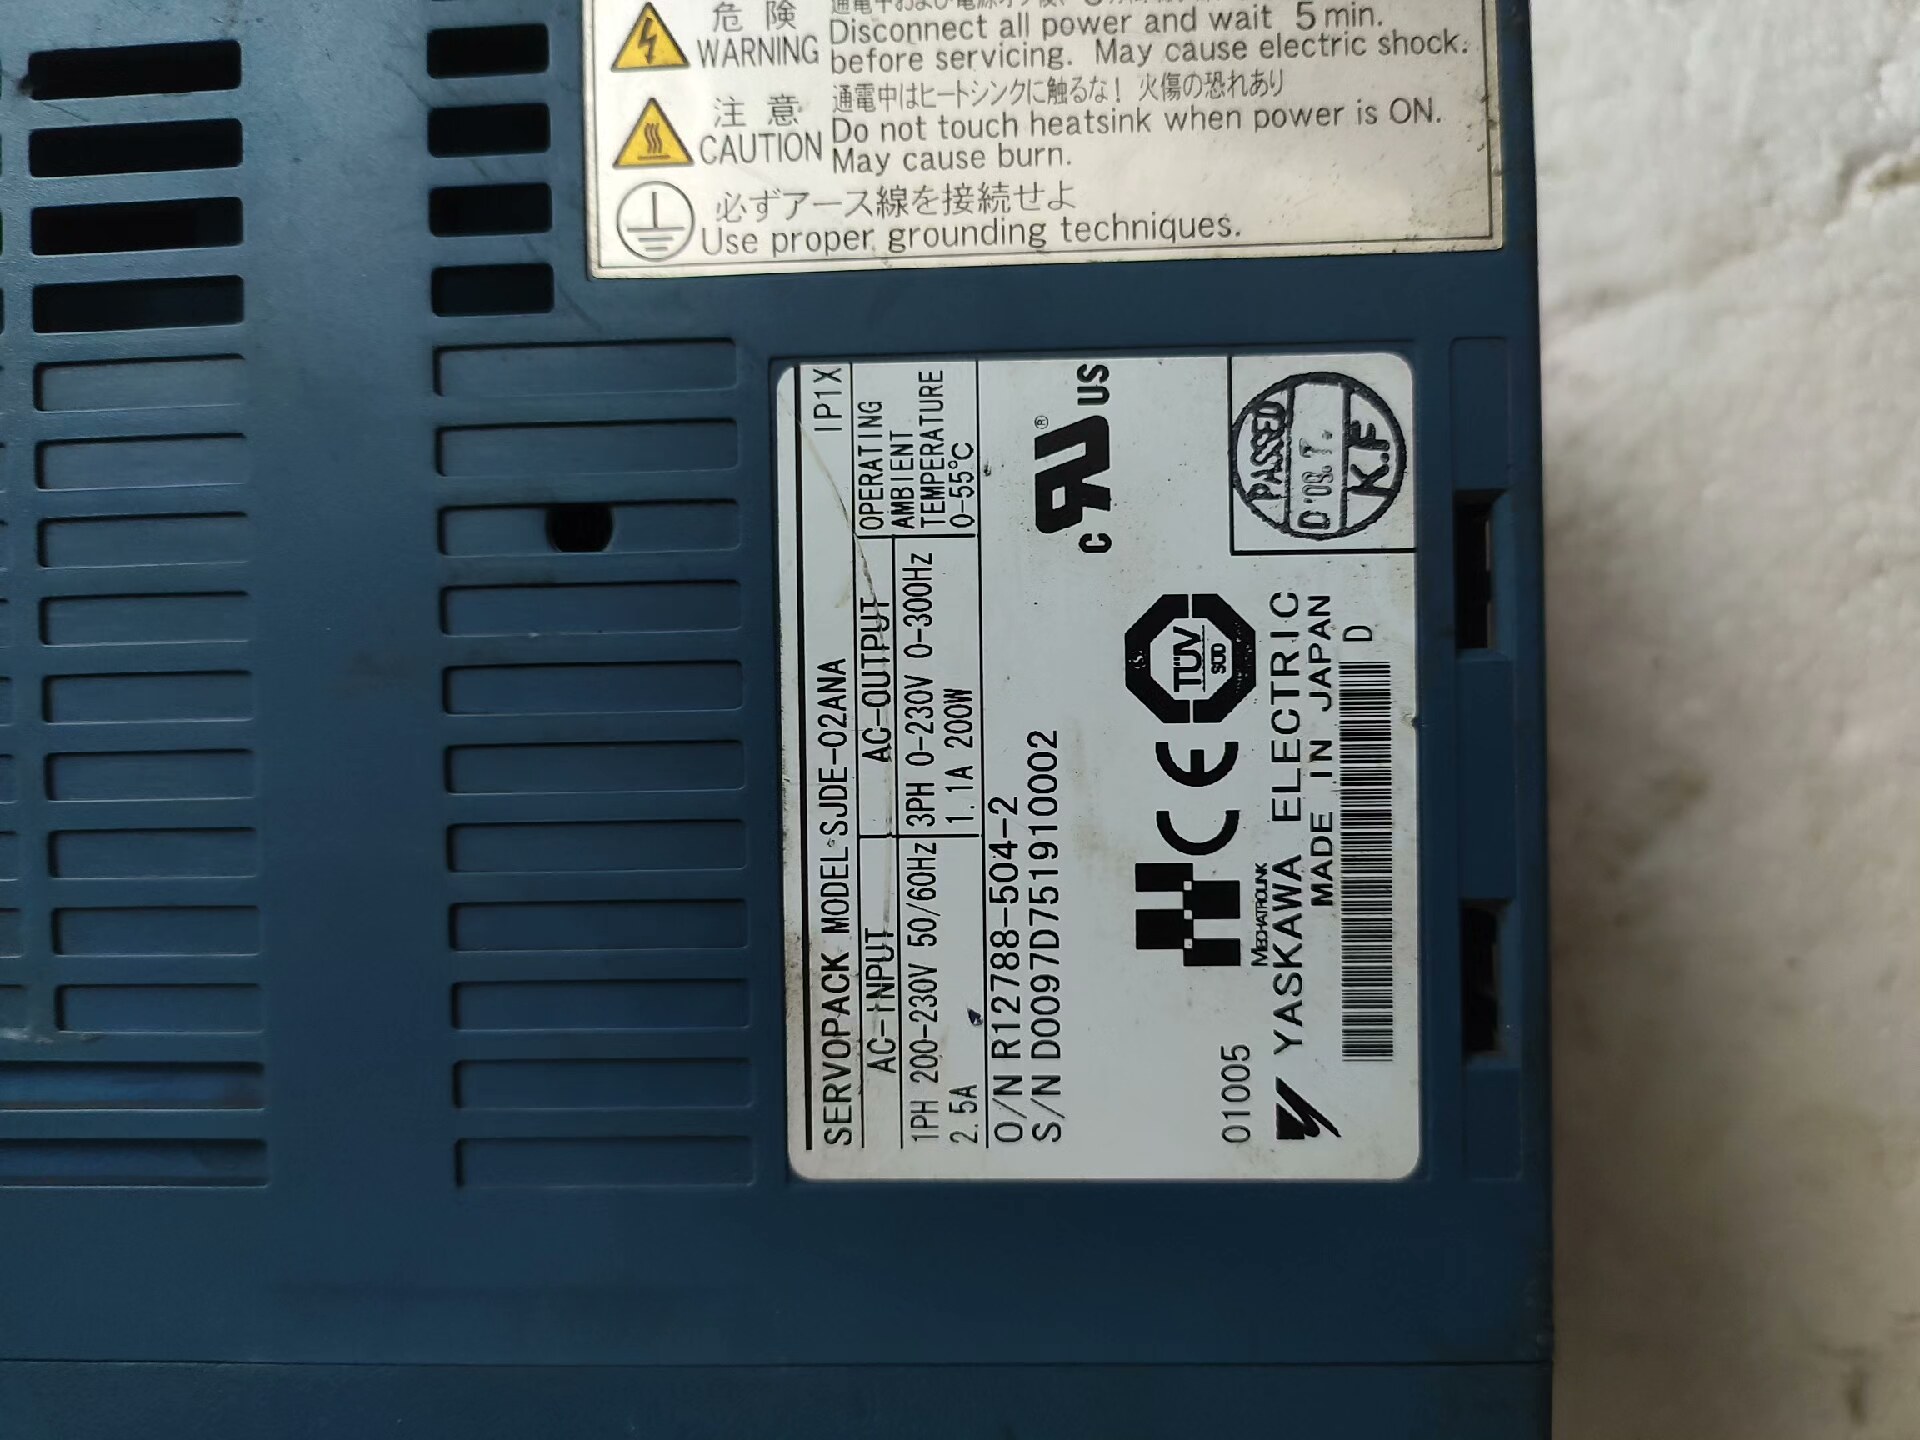 危険
WARNING
Disconnect all power and wait 5 min.
before servicing. May cause electric shock.
注意
CAUTION
通電中はヒートシンクに触るな! 火傷の恐れあり
Do not touch heatsink when power is ON.
May cause burn.
必ずアース線を接続せよ
Use proper grounding techniques.
SERVOPACK MODEL SJDE-02ANA IP1X
AC-INPUT
1PH 200-230V 50/60Hz
2.5A
AC-OUTPUT
3PH 0-230V 0-300Hz
1.1A 200W
OPERATING
AMBIENT
TEMPERATURE
0-55℃
O/N R12788-504-2
S/N D0097D751910002
c RU ® US
MECHATROLINK
CE
TÜV
SÜD
PASSED
D '09.7.
K.F
01005
YASKAWA ELECTRIC
MADE IN JAPAN
D